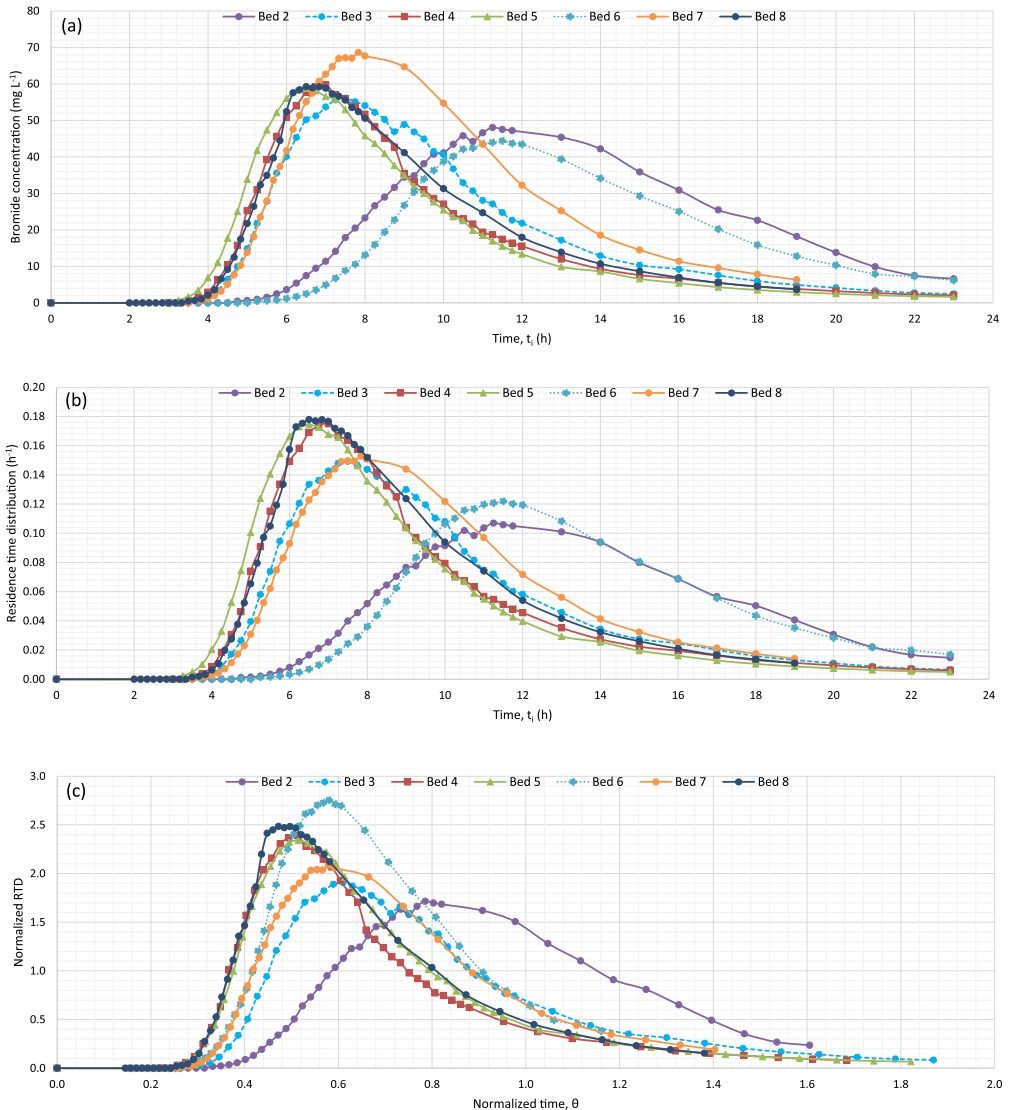 (a)
Bed 2 Bed 3 Bed 4 Bed 5 Bed 6 Bed 7 Bed 8
Bromide concentration (mg L⁻¹)
80
70
60
50
40
30
20
10
0
0 2 4 6 8 10 12 14 16 18 20 22 24
Time, tᵢ (h)
(b)
Bed 2 Bed 3 Bed 4 Bed 5 Bed 6 Bed 7 Bed 8
Residence time distribution (h⁻¹)
0.20
0.18
0.16
0.14
0.12
0.10
0.08
0.06
0.04
0.02
0.00
0 2 4 6 8 10 12 14 16 18 20 22 24
Time, tᵢ (h)
(c)
Bed 2 Bed 3 Bed 4 Bed 5 Bed 6 Bed 7 Bed 8
Normalized RTD
3.0
2.5
2.0
1.5
1.0
0.5
0.0
0.0 0.2 0.4 0.6 0.8 1.0 1.2 1.4 1.6 1.8 2.0
Normalized time, θ